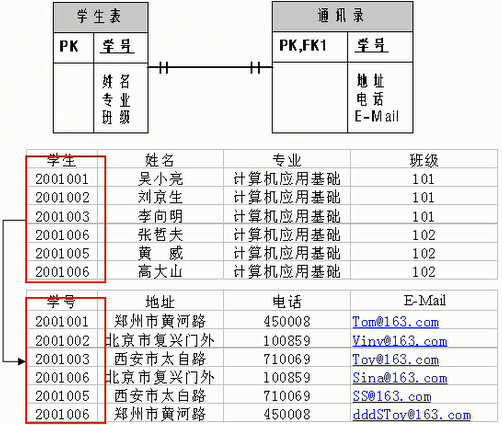 学生表
PK 学号
姓名
专业
班级
通讯录
PK,FK1 学号
地址
电话
E-Mail
学生 姓名 专业 班级
2001001 吴小亮 计算机应用基础 101
2001002 刘京生 计算机应用基础 101
2001003 李向明 计算机应用基础 101
2001006 张哲夫 计算机应用基础 102
2001005 黄 威 计算机应用基础 102
2001006 高大山 计算机应用基础 102
学号 地址 电话 E-Mail
2001001 郑州市黄河路 450008 Tom@163.com
2001002 北京市复兴门外 100859 Vinv@163.com
2001003 西安市太白路 710069 Toy@163.com
2001006 北京市复兴门外 100859 Sina@163.com
2001005 西安市太白路 710069 SS@163.com
2001006 郑州市黄河路 450008 dddSToy@163.com